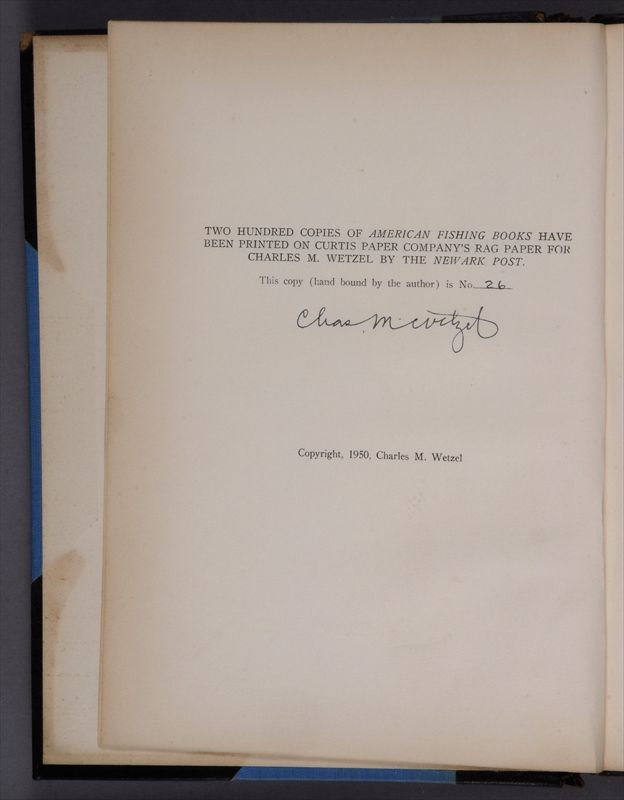 TWO HUNDRED COPIES OF AMERICAN FISHING BOOKS HAVE
BEEN PRINTED ON CURTIS PAPER COMPANY'S RAG PAPER FOR
CHARLES M. WETZEL BY THE NEWARK POST.
This copy (hand bound by the author) is No. 26
Chas M. Wetzel
Copyright, 1950, Charles M. Wetzel